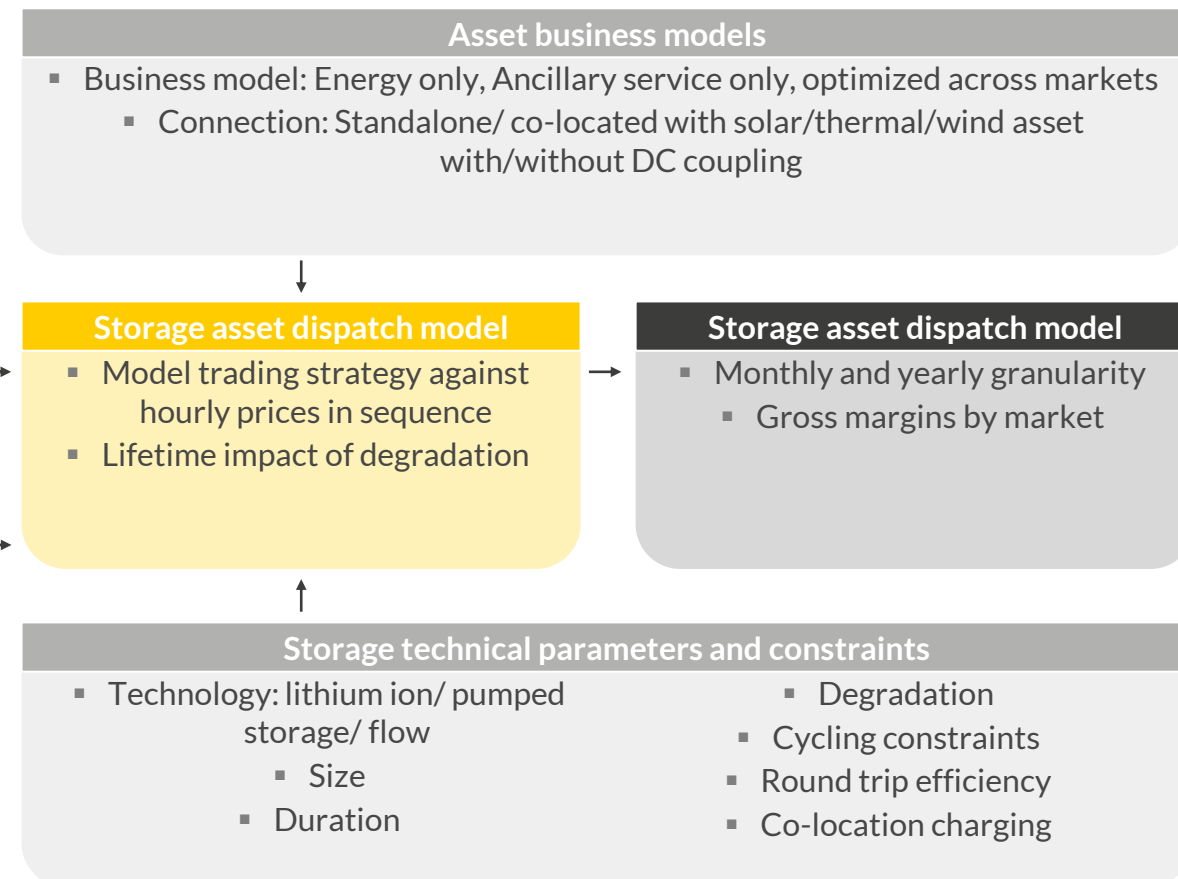 Asset business models
▪ Business model: Energy only, Ancillary service only, optimized across markets
▪ Connection: Standalone/ co-located with solar/thermal/wind asset
with/without DC coupling
Storage asset dispatch model
▪ Model trading strategy against
hourly prices in sequence
▪ Lifetime impact of degradation
Storage asset dispatch model
▪ Monthly and yearly granularity
▪ Gross margins by market
Storage technical parameters and constraints
▪ Technology: lithium ion/ pumped
storage/ flow
▪ Size
▪ Duration
▪ Degradation
▪ Cycling constraints
▪ Round trip efficiency
▪ Co-location charging